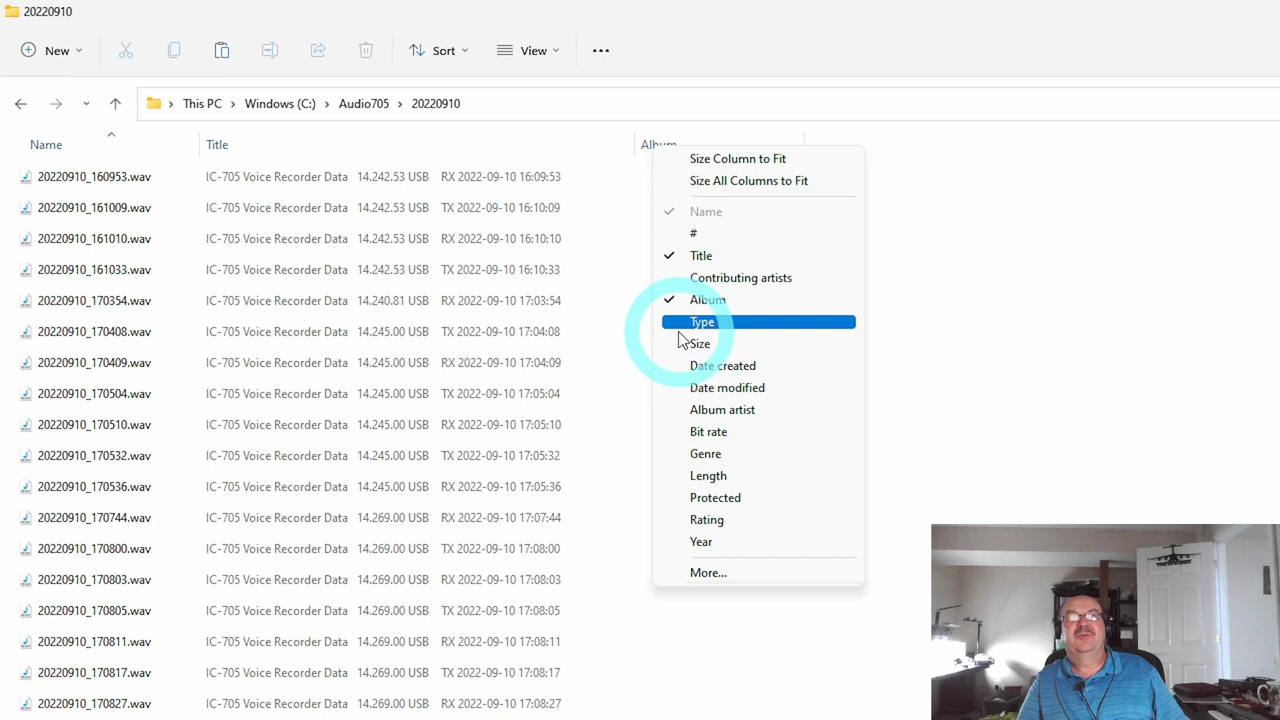 20220910
New Sort View
This PC Windows (C:) Audio705 20220910
Name Title Album
20220910_160953.wav IC-705 Voice Recorder Data 14.242.53 USB RX 2022-09-10 16:09:53
20220910_161009.wav IC-705 Voice Recorder Data 14.242.53 USB TX 2022-09-10 16:10:09
20220910_161010.wav IC-705 Voice Recorder Data 14.242.53 USB RX 2022-09-10 16:10:10
20220910_161033.wav IC-705 Voice Recorder Data 14.242.53 USB TX 2022-09-10 16:10:33
20220910_170354.wav IC-705 Voice Recorder Data 14.240.81 USB RX 2022-09-10 17:03:54
20220910_170408.wav IC-705 Voice Recorder Data 14.245.00 USB TX 2022-09-10 17:04:08
20220910_170409.wav IC-705 Voice Recorder Data 14.245.00 USB RX 2022-09-10 17:04:09
20220910_170504.wav IC-705 Voice Recorder Data 14.245.00 USB TX 2022-09-10 17:05:04
20220910_170510.wav IC-705 Voice Recorder Data 14.245.00 USB RX 2022-09-10 17:05:10
20220910_170532.wav IC-705 Voice Recorder Data 14.245.00 USB TX 2022-09-10 17:05:32
20220910_170536.wav IC-705 Voice Recorder Data 14.245.00 USB RX 2022-09-10 17:05:36
20220910_170744.wav IC-705 Voice Recorder Data 14.269.00 USB RX 2022-09-10 17:07:44
20220910_170800.wav IC-705 Voice Recorder Data 14.269.00 USB TX 2022-09-10 17:08:00
20220910_170803.wav IC-705 Voice Recorder Data 14.269.00 USB RX 2022-09-10 17:08:03
20220910_170805.wav IC-705 Voice Recorder Data 14.269.00 USB TX 2022-09-10 17:08:05
20220910_170811.wav IC-705 Voice Recorder Data 14.269.00 USB RX 2022-09-10 17:08:11
20220910_170817.wav IC-705 Voice Recorder Data 14.269.00 USB TX 2022-09-10 17:08:17
20220910_170827.wav IC-705 Voice Recorder Data 14.269.00 USB RX 2022-09-10 17:08:27
Size Column to Fit
Size All Columns to Fit
Name
#
Title
Contributing artists
Album
Type
Size
Date created
Date modified
Album artist
Bit rate
Genre
Length
Protected
Rating
Year
More...